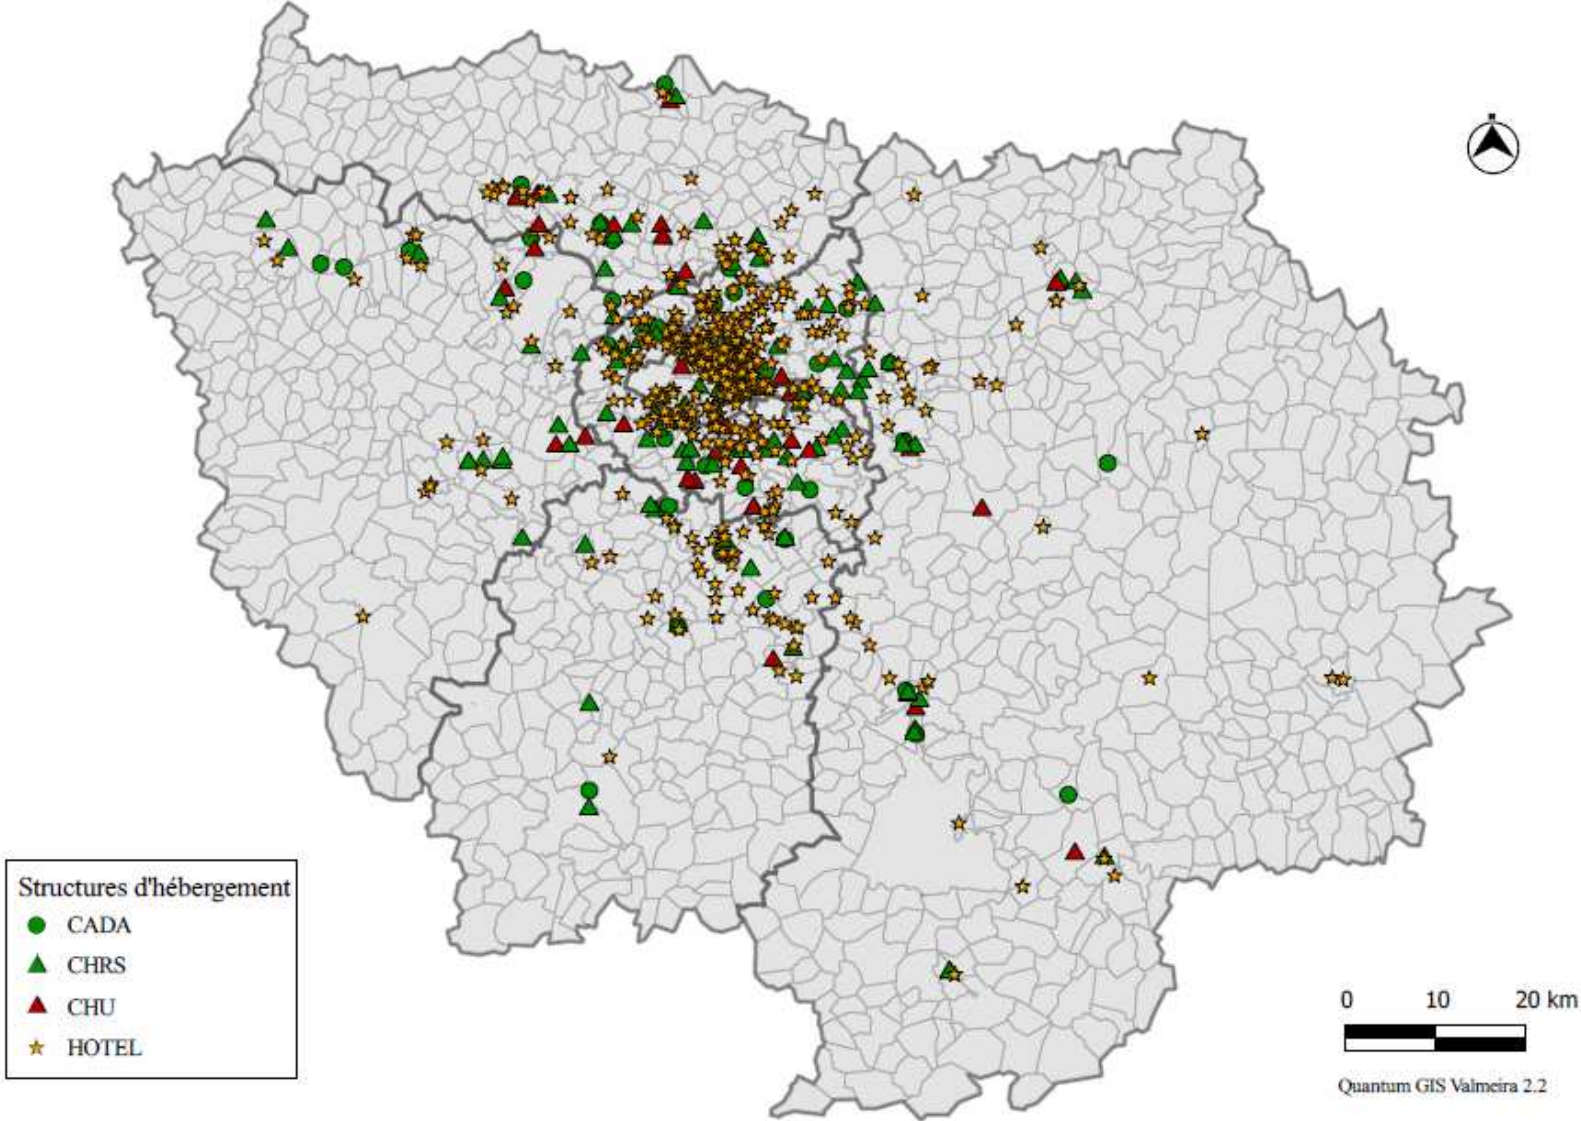 Structures d'hébergement
CADA
CHRS
CHU
HOTEL
0 10 20 km
Quantum GIS Valmeira 2.2